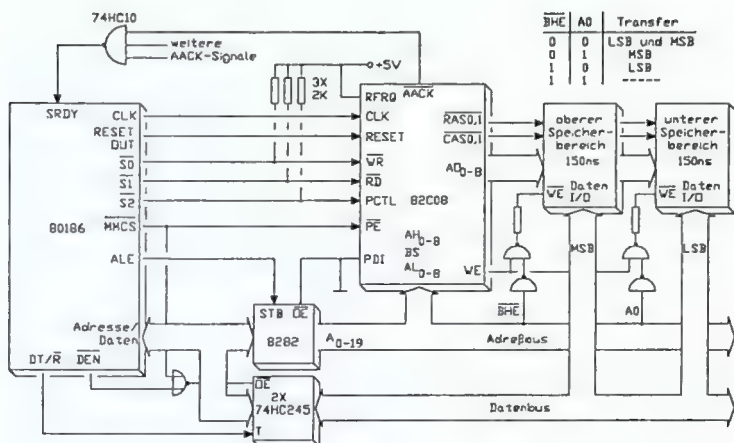 74HC10
weitere
AACK-Signale
+5V
3X
2K
BHE A0 Transfer
0 0 LSB und MSB
0 1 MSB
1 0 LSB
1 1 -----
SRDY
CLK
RESET
OUT
S0
S1
S2
MMCS
ALE
80186
Adresse/
Daten
DT/R DEN
RFRQ AACK
CLK
RESET
WR
RD
PCTL
PE
PDI
82C08
RAS0,1
CAS0,1
AO0-8
AH0-8
BS
AL0-8
WE
oberer
Speicher-
bereich
150ns
WE Daten
I/O
unterer
Speicher-
bereich
150ns
WE Daten
I/O
MSB
LSB
STB OE
8282
A0-19
BHE
A0
Adreßbus
OE
2X
74HC245
T
Datenbus